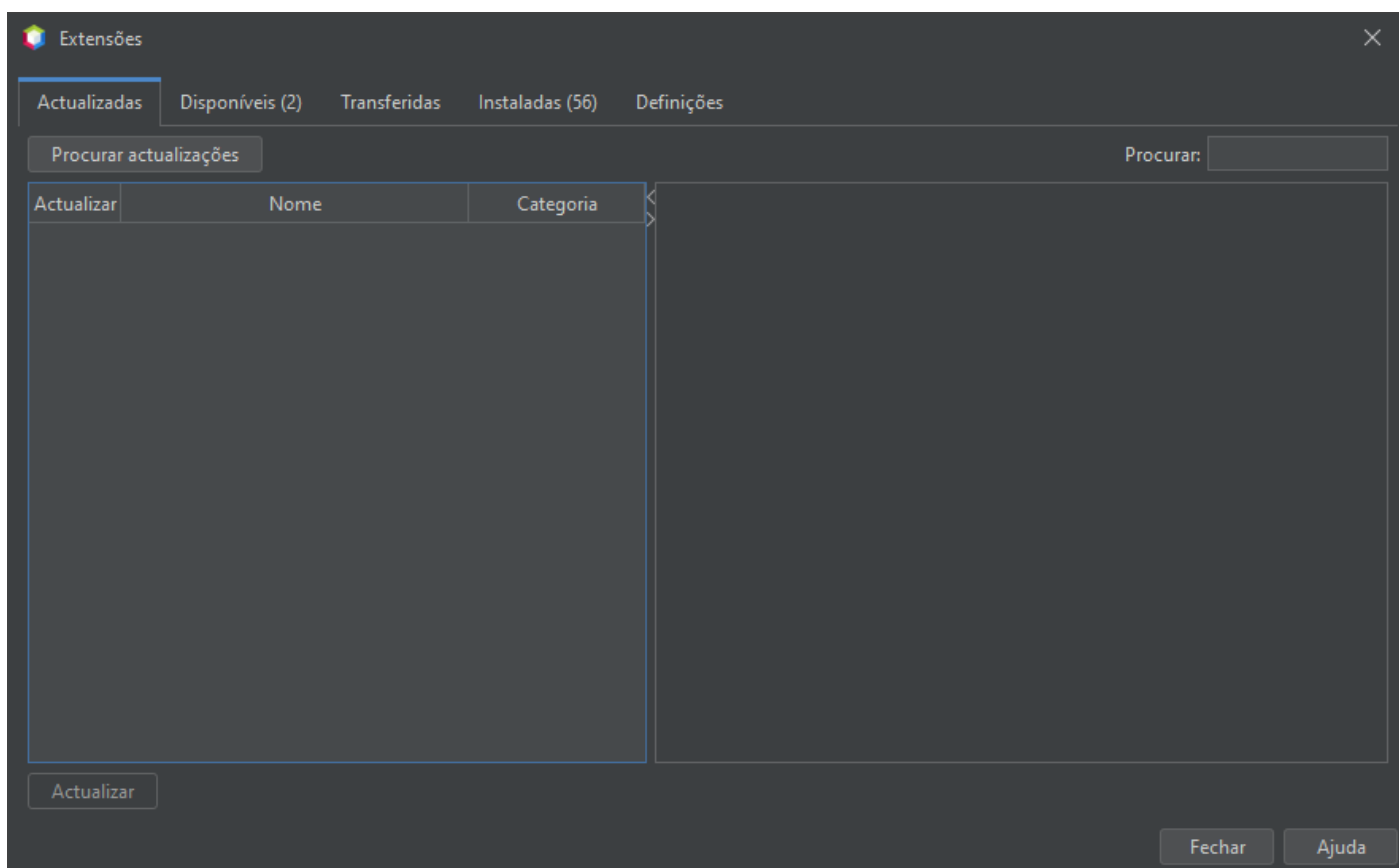 Extensões
Actualizadas Disponíveis (2) Transferidas Instaladas (56) Definições
Procurar actualizações Procurar:
Actualizar Nome Categoria
Actualizar
Fechar Ajuda